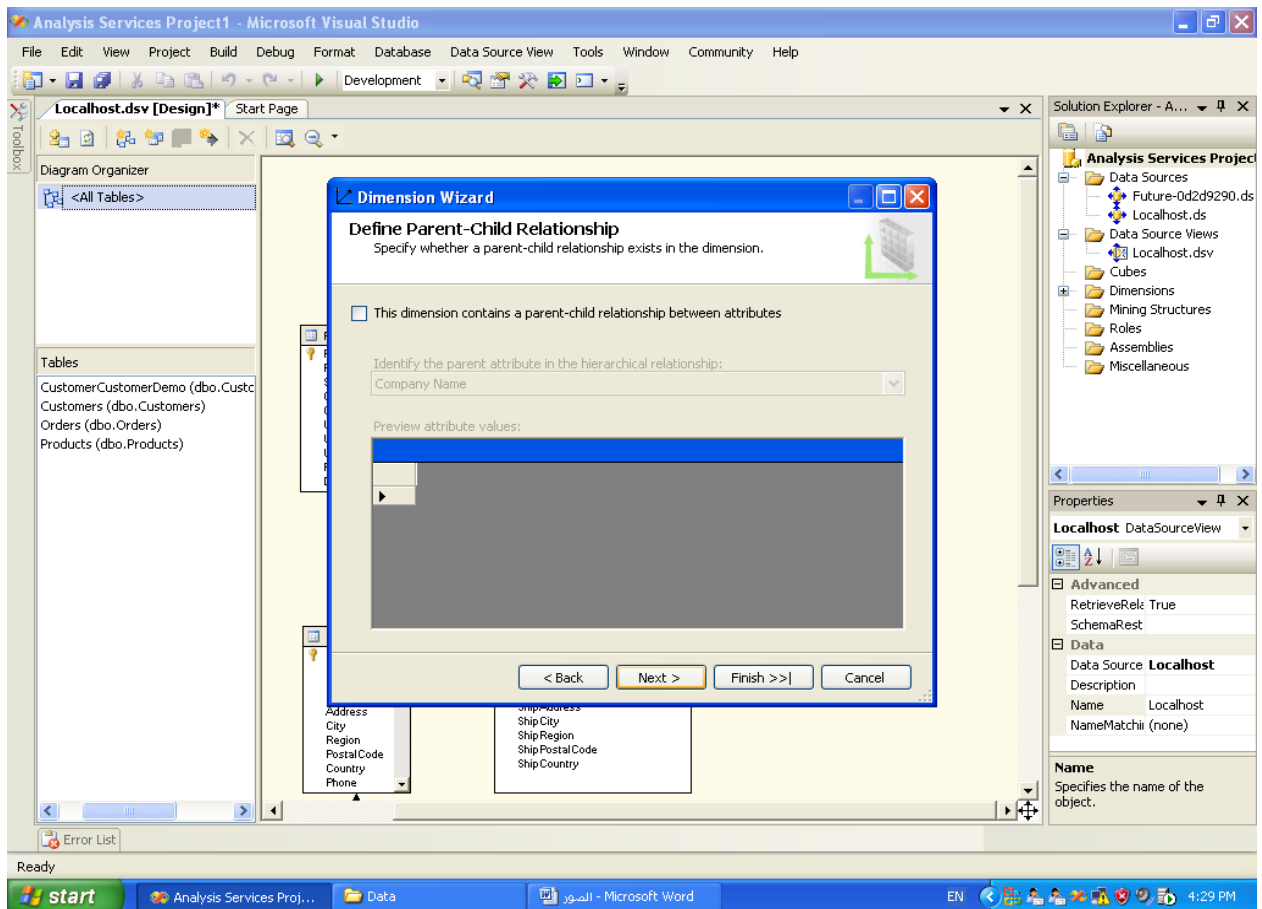 Analysis Services Project1 - Microsoft Visual Studio
File Edit View Project Build Debug Format Database Data Source View Tools Window Community Help
Development
Toolbox
Localhost.dsv [Design]* Start Page
Diagram Organizer
<All Tables>
Tables
CustomerCustomerDemo (dbo.Custc
Customers (dbo.Customers)
Orders (dbo.Orders)
Products (dbo.Products)
Dimension Wizard
Define Parent-Child Relationship
Specify whether a parent-child relationship exists in the dimension.
This dimension contains a parent-child relationship between attributes
Identify the parent attribute in the hierarchical relationship:
Company Name
Preview attribute values:
< Back Next > Finish >>| Cancel
Address
City
Region
PostalCode
Country
Phone
ShipAddress
ShipCity
ShipRegion
ShipPostalCode
ShipCountry
Solution Explorer - A...
Analysis Services Project
Data Sources
Future-0d2d9290.ds
Localhost.ds
Data Source Views
Localhost.dsv
Cubes
Dimensions
Mining Structures
Roles
Assemblies
Miscellaneous
Properties
Localhost DataSourceView
Advanced
RetrieveRela True
SchemaRest
Data
Data Source Localhost
Description
Name Localhost
NameMatchi (none)
Name
Specifies the name of the
object.
Error List
Ready
start Analysis Services Proj... Data الصور - Microsoft Word EN 4:29 PM